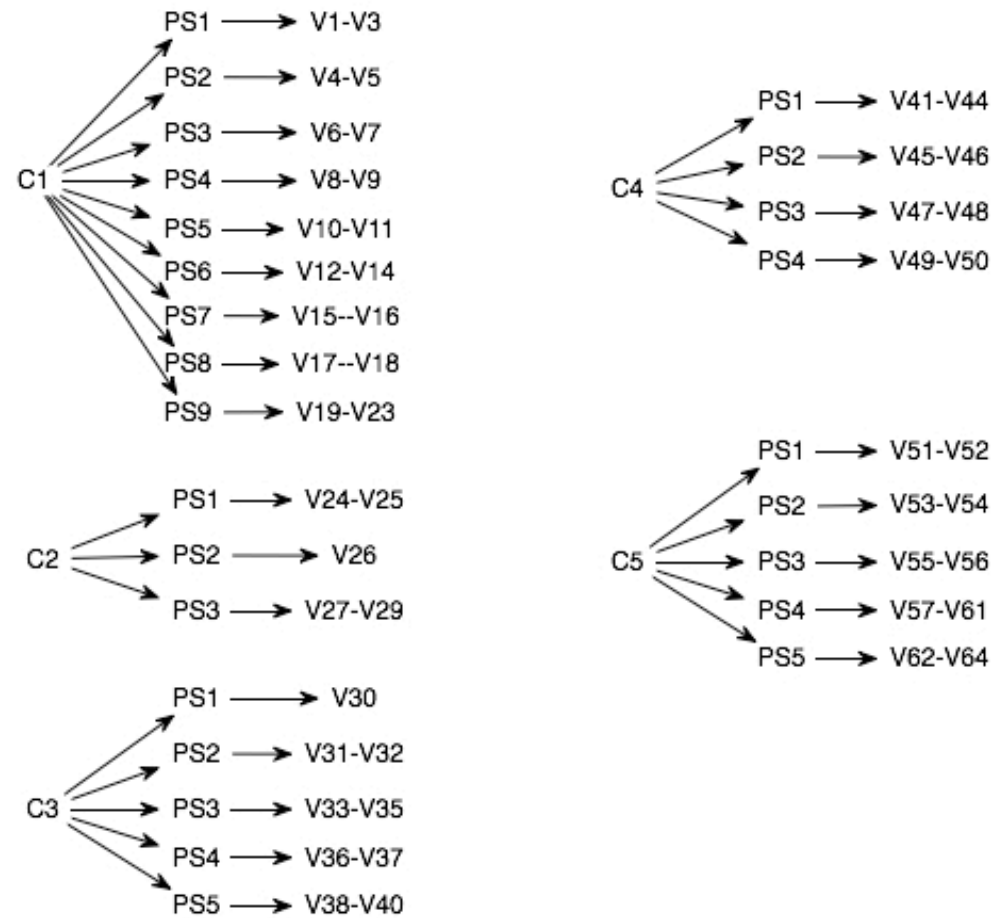 PS1 V1-V3
PS2 V4-V5
PS3 V6-V7
C1 PS4 V8-V9
PS5 V10-V11
PS6 V12-V14
PS7 V15--V16
PS8 V17--V18
PS9 V19-V23
PS1 V24-V25
C2 PS2 V26
PS3 V27-V29
PS1 V30
PS2 V31-V32
C3 PS3 V33-V35
PS4 V36-V37
PS5 V38-V40
PS1 V41-V44
PS2 V45-V46
C4
PS3 V47-V48
PS4 V49-V50
PS1 V51-V52
PS2 V53-V54
C5 PS3 V55-V56
PS4 V57-V61
PS5 V62-V64